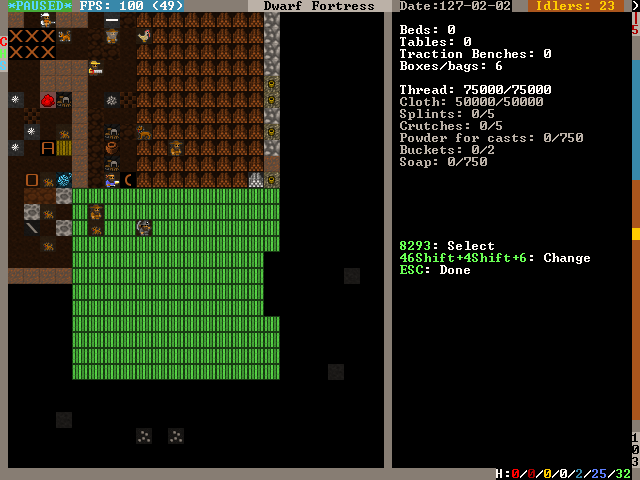 *PAUSED* FPS: 100 (49) Dwarf Fortress Date:127-02-02 Idlers: 23
Beds: 0
Tables: 0
Traction Benches: 0
Boxes/bags: 6
Thread: 75000/75000
Cloth: 50000/50000
Splints: 0/5
Crutches: 0/5
Powder for casts: 0/750
Buckets: 0/2
Soap: 0/750
8293: Select
46Shift+4Shift+6: Change
ESC: Done
H:0/0/0/0/2/25/32